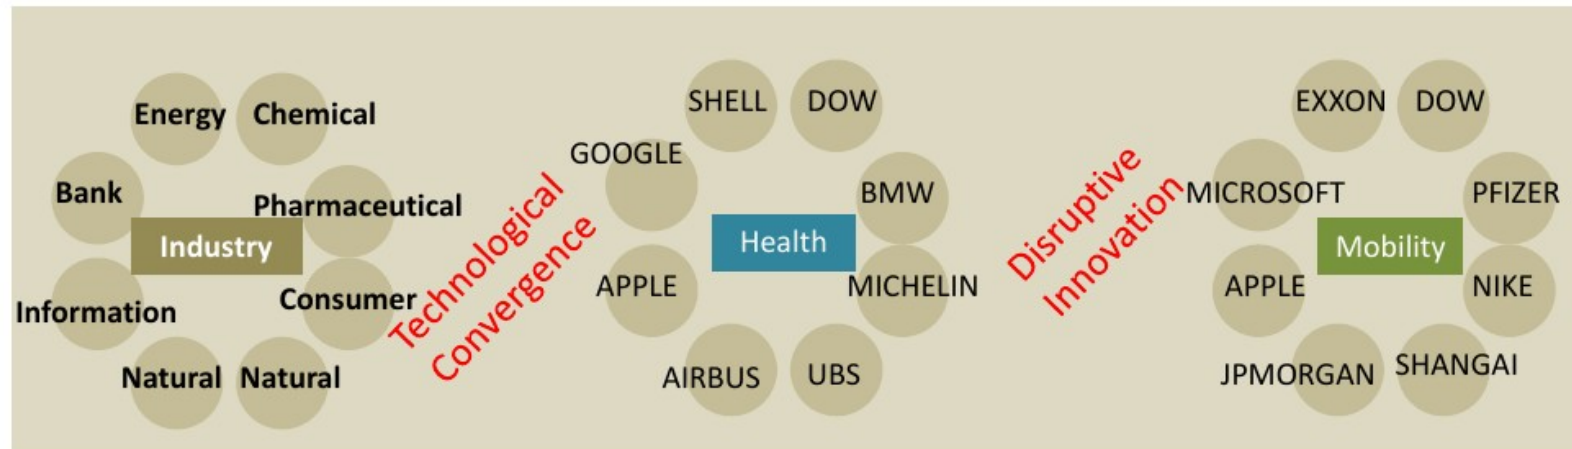 Energy
Chemical
Bank
Pharmaceutical
Industry
Information
Consumer
Natural
Natural
Technological
Convergence
SHELL
DOW
GOOGLE
BMW
Health
APPLE
MICHELIN
AIRBUS
UBS
Disruptive
Innovation
EXXON
DOW
MICROSOFT
PFIZER
Mobility
APPLE
NIKE
JPMORGAN
SHANGAI